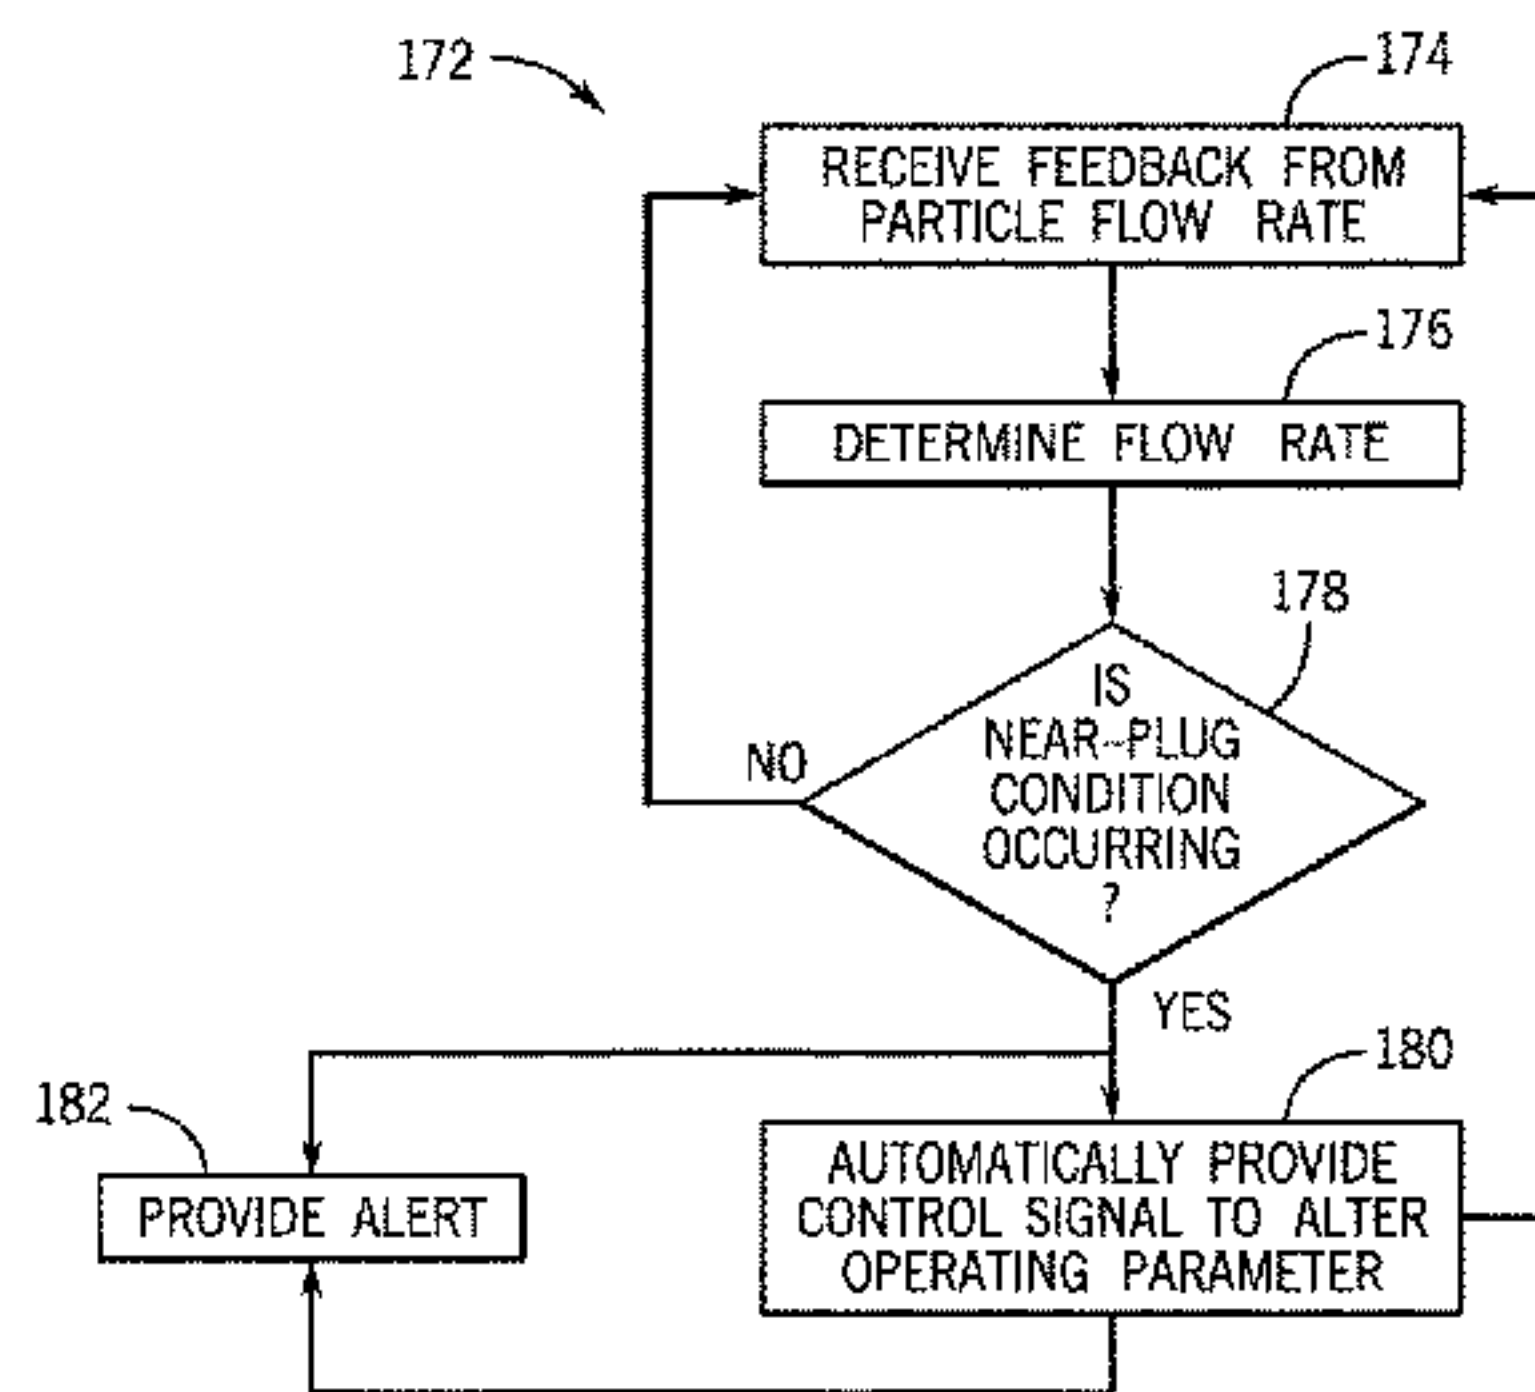 172
174
RECEIVE FEEDBACK FROM
PARTICLE FLOW RATE
176
DETERMINE FLOW RATE
178
IS
NEAR-PLUG
CONDITION
OCCURRING
?
NO
YES
180
182
PROVIDE ALERT
AUTOMATICALLY PROVIDE
CONTROL SIGNAL TO ALTER
OPERATING PARAMETER